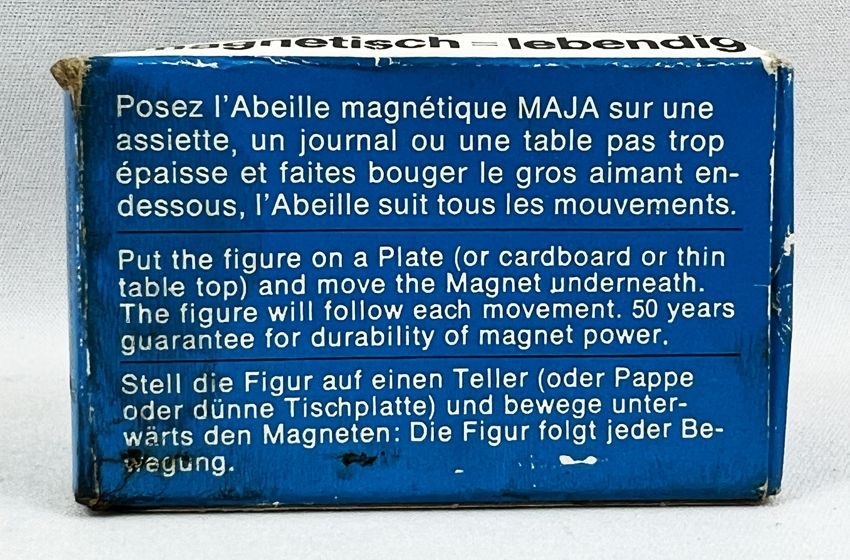 magnetisch = lebendig
Posez l'Abeille magnétique MAJA sur une
assiette, un journal ou une table pas trop
épaisse et faites bouger le gros aimant en-
dessous, l'Abeille suit tous les mouvements.
Put the figure on a Plate (or cardboard or thin
table top) and move the Magnet underneath.
The figure will follow each movement. 50 years
guarantee for durability of magnet power.
Stell die Figur auf einen Teller (oder Pappe
oder dünne Tischplatte) und bewege unter-
wärts den Magneten: Die Figur folgt jeder Be-
wegung.